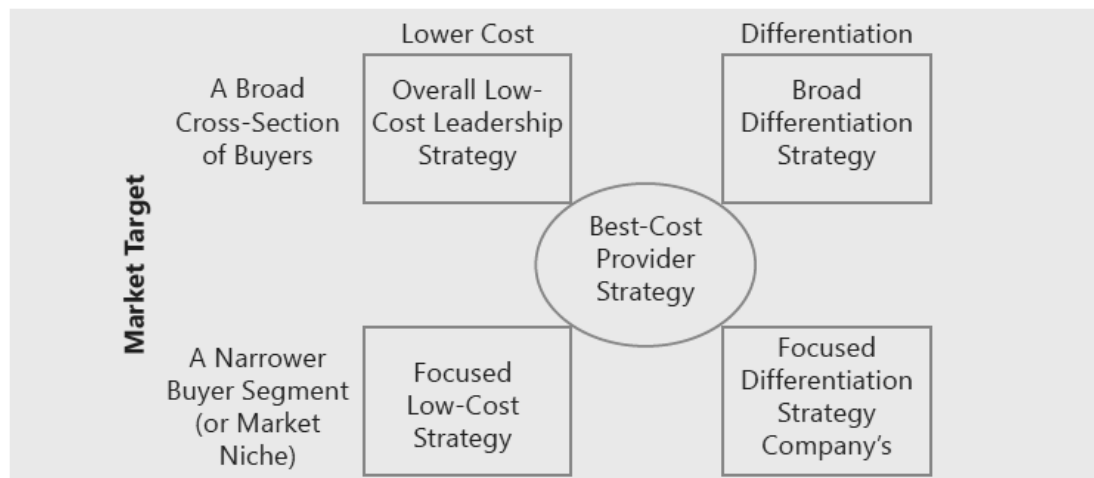 Lower Cost
Differentiation
A Broad
Cross-Section
of Buyers
Overall Low-
Cost Leadership
Strategy
Broad
Differentiation
Strategy
Market Target
Best-Cost
Provider
Strategy
A Narrower
Buyer Segment
(or Market
Niche)
Focused
Low-Cost
Strategy
Focused
Differentiation
Strategy
Company’s